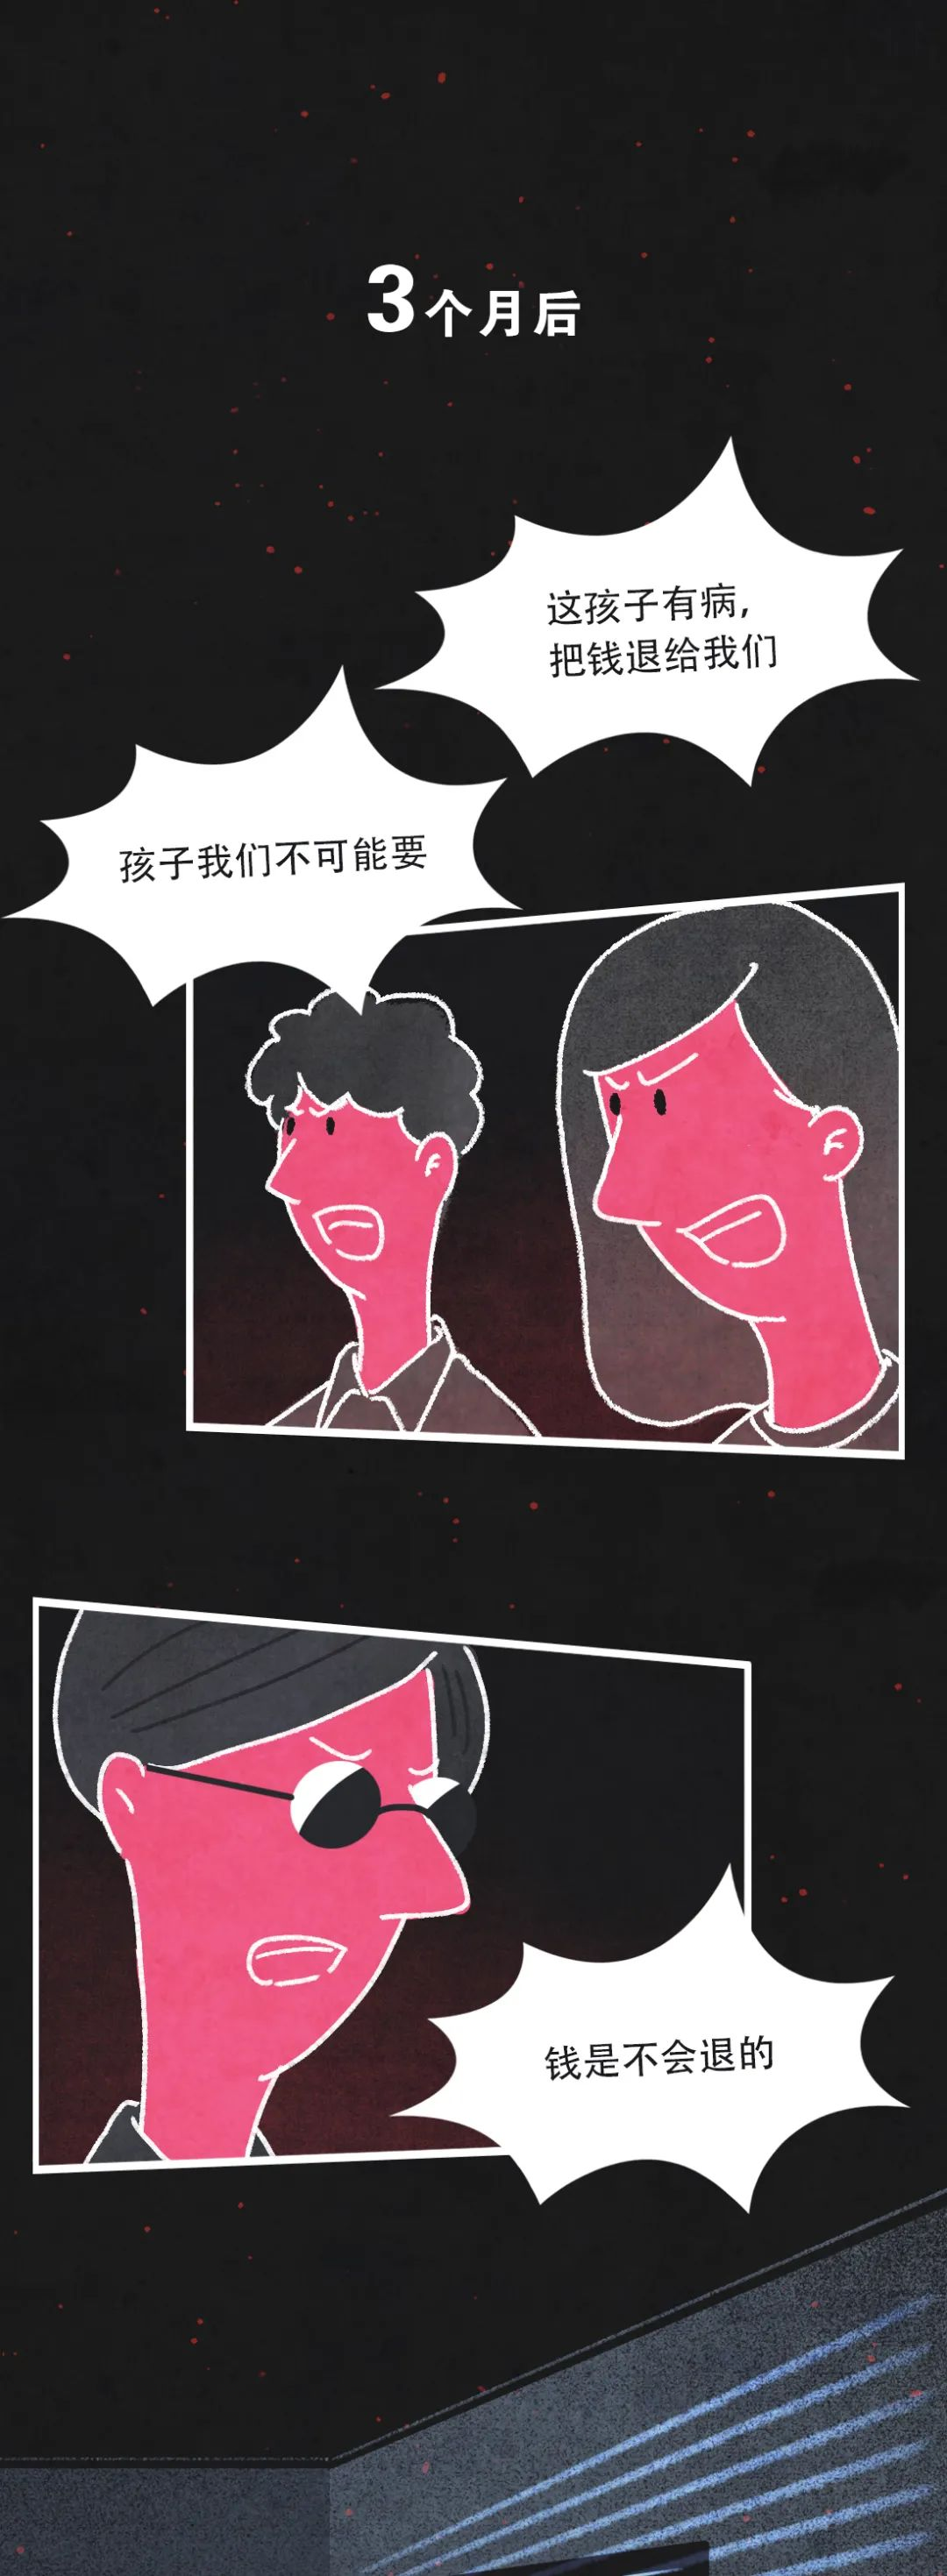 3个月后
这孩子有病,
把钱退给我们
孩子我们不可能要
钱是不会退的